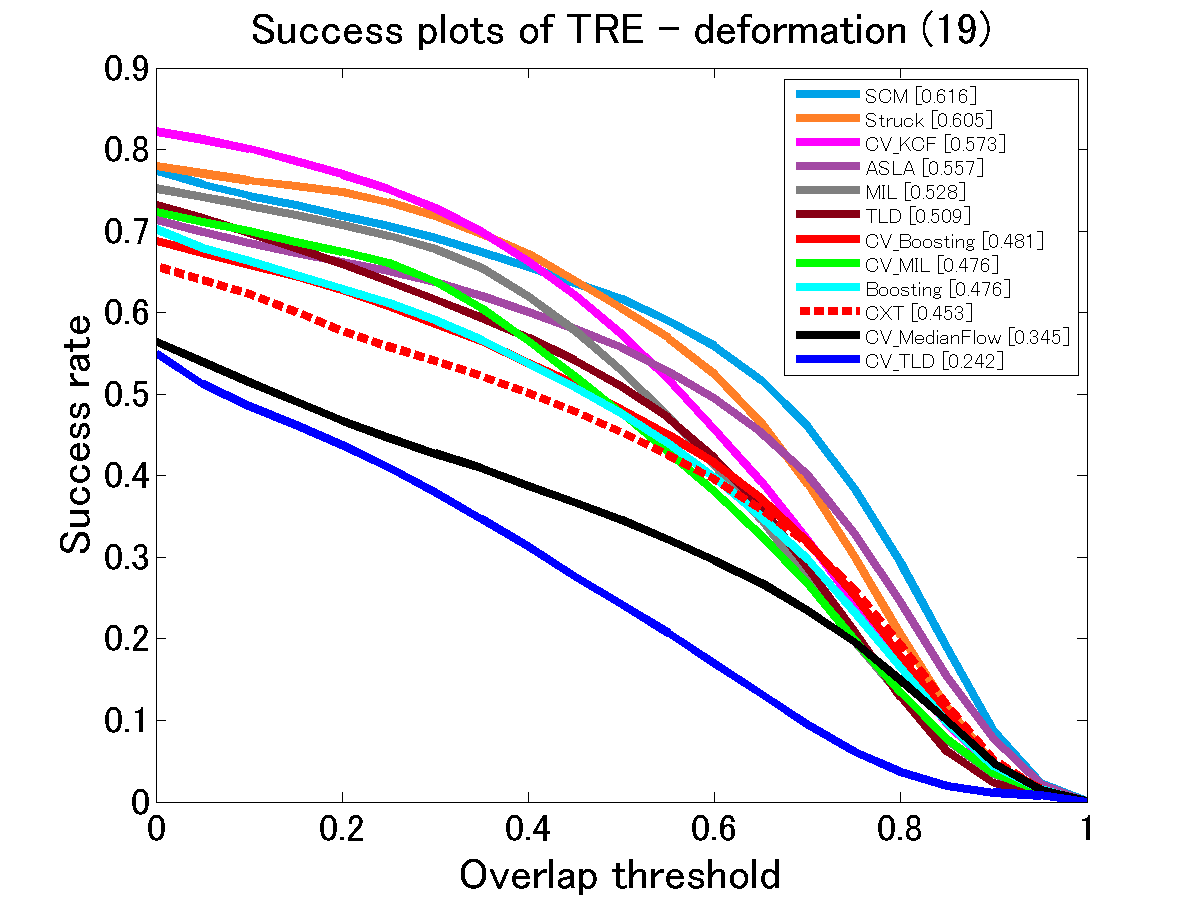 Success plots of TRE - deformation (19)
0.9
0.8
0.7
0.6
0.5
0.4
0.3
0.2
0.1
0
Success rate
SCM [0.616]
Struck [0.605]
CV_KCF [0.573]
ASLA [0.557]
MIL [0.528]
TLD [0.509]
CV_Boosting [0.481]
CV_MIL [0.476]
Boosting [0.476]
CXT [0.453]
CV_MedianFlow [0.345]
CV_TLD [0.242]
0 0.2 0.4 0.6 0.8 1
Overlap threshold